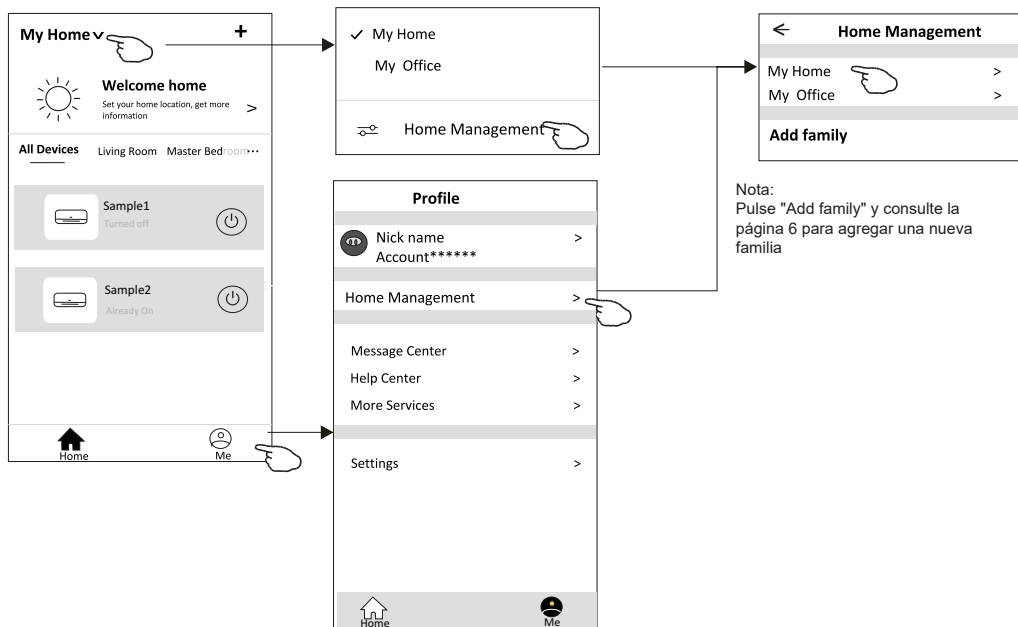 My Home
+
Welcome home
Set your home location, get more
information
>
All Devices Living Room Master Bedroom...
Sample1
Turned off
Sample2
Already On
Home
Me
✓ My Home
My Office
Home Management
Profile
Nick name >
Account******
Home Management >
Message Center >
Help Center >
More Services >
Settings >
Home
Me
Home Management
My Home >
My Office >
Add family
Nota:
Pulse "Add family" y consulte la
página 6 para agregar una nueva
familia